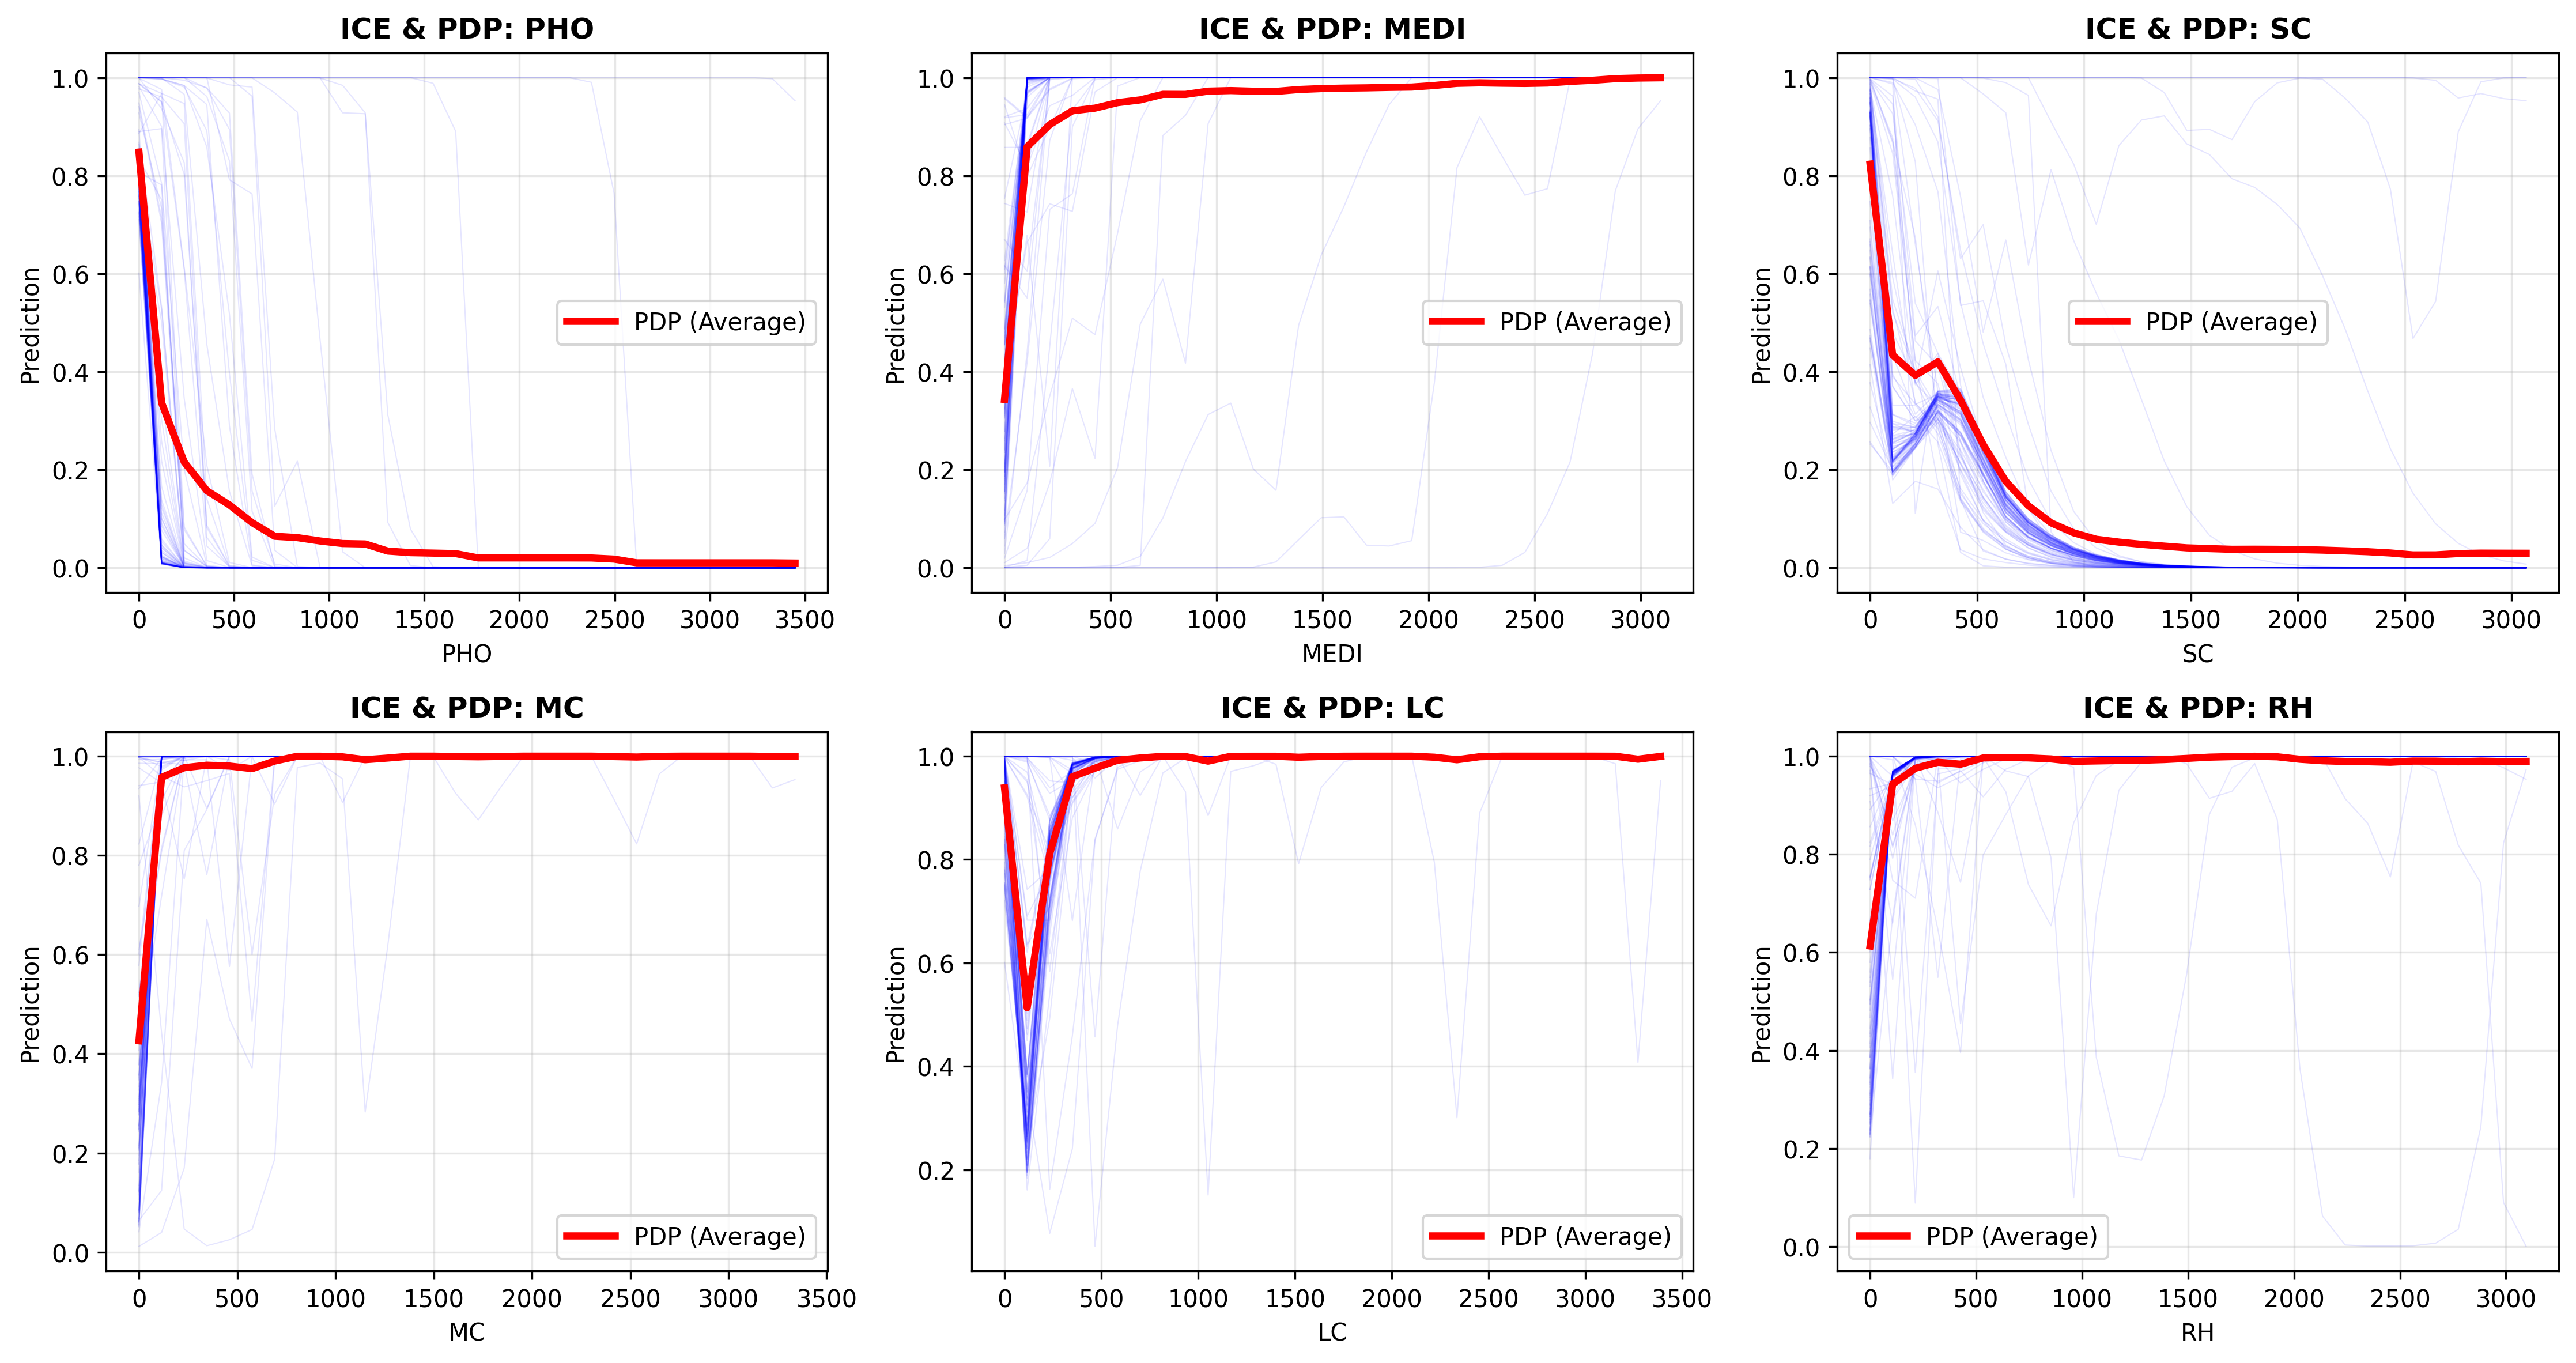 ICE & PDP: PHO
1.0
0.8
0.6
0.4
0.2
0.0
Prediction
PDP (Average)
0 500 1000 1500 2000 2500 3000 3500
PHO
ICE & PDP: MEDI
1.0
0.8
0.6
0.4
0.2
0.0
Prediction
PDP (Average)
0 500 1000 1500 2000 2500 3000
MEDI
ICE & PDP: SC
1.0
0.8
0.6
0.4
0.2
0.0
Prediction
PDP (Average)
0 500 1000 1500 2000 2500 3000
SC
ICE & PDP: MC
1.0
0.8
0.6
0.4
0.2
0.0
Prediction
PDP (Average)
0 500 1000 1500 2000 2500 3000 3500
MC
ICE & PDP: LC
1.0
0.8
0.6
0.4
0.2
Prediction
PDP (Average)
0 500 1000 1500 2000 2500 3000 3500
LC
ICE & PDP: RH
1.0
0.8
0.6
0.4
0.2
0.0
Prediction
PDP (Average)
0 500 1000 1500 2000 2500 3000
RH